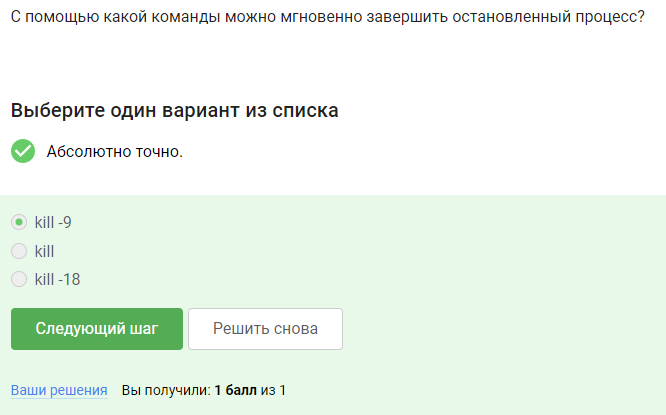 С помощью какой команды можно мгновенно завершить остановленный процесс?
Выберите один вариант из списка
Абсолютно точно.
kill -9
kill
kill -18
Следующий шаг Решить снова
Ваши решения Вы получили: 1 балл из 1